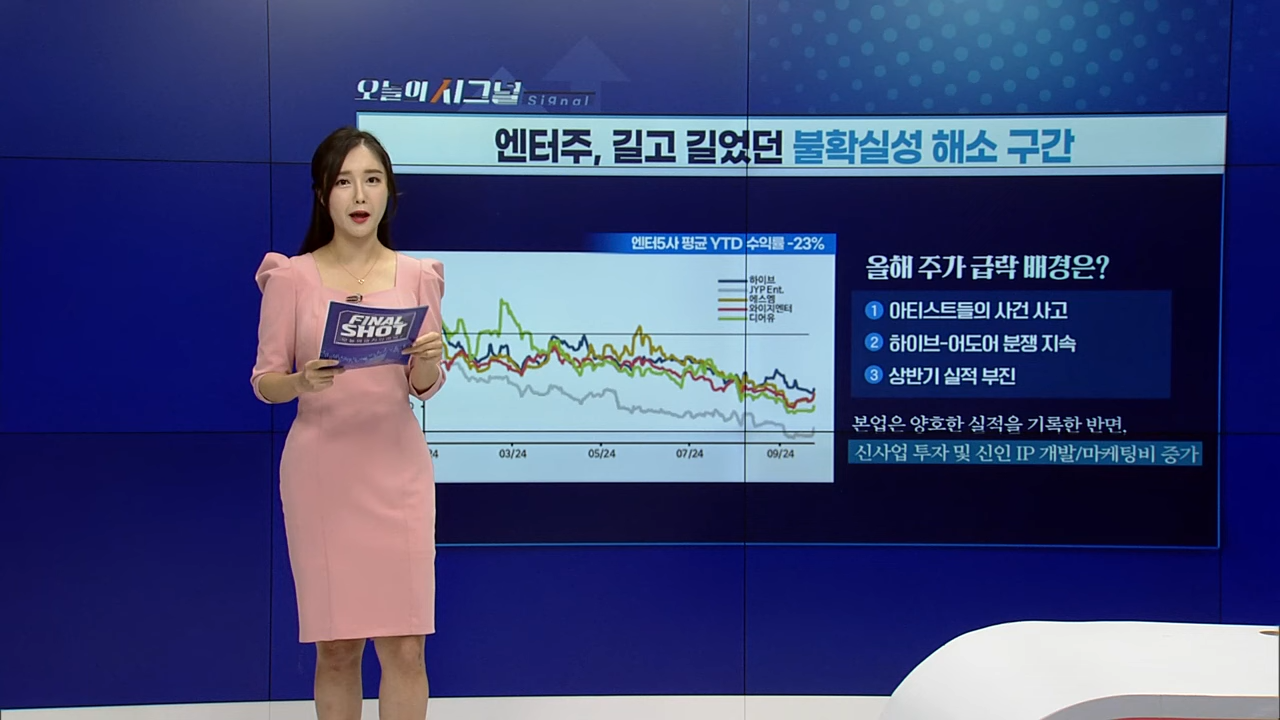 오늘의 시그널
Signal
엔터주, 길고 길었던 불확실성 해소 구간
엔터5사 평균 YTD 수익률 -23%
하이브
JYP Ent.
에스엠
와이지엔터
디어유
03/24
05/24
07/24
09/24
올해 주가 급락 배경은?
1 아티스트들의 사건 사고
2 하이브-어도어 분쟁 지속
3 상반기 실적 부진
본업은 양호한 실적을 기록한 반면,
신사업 투자 및 신인 IP 개발/마케팅비 증가
FINAL
SHOT